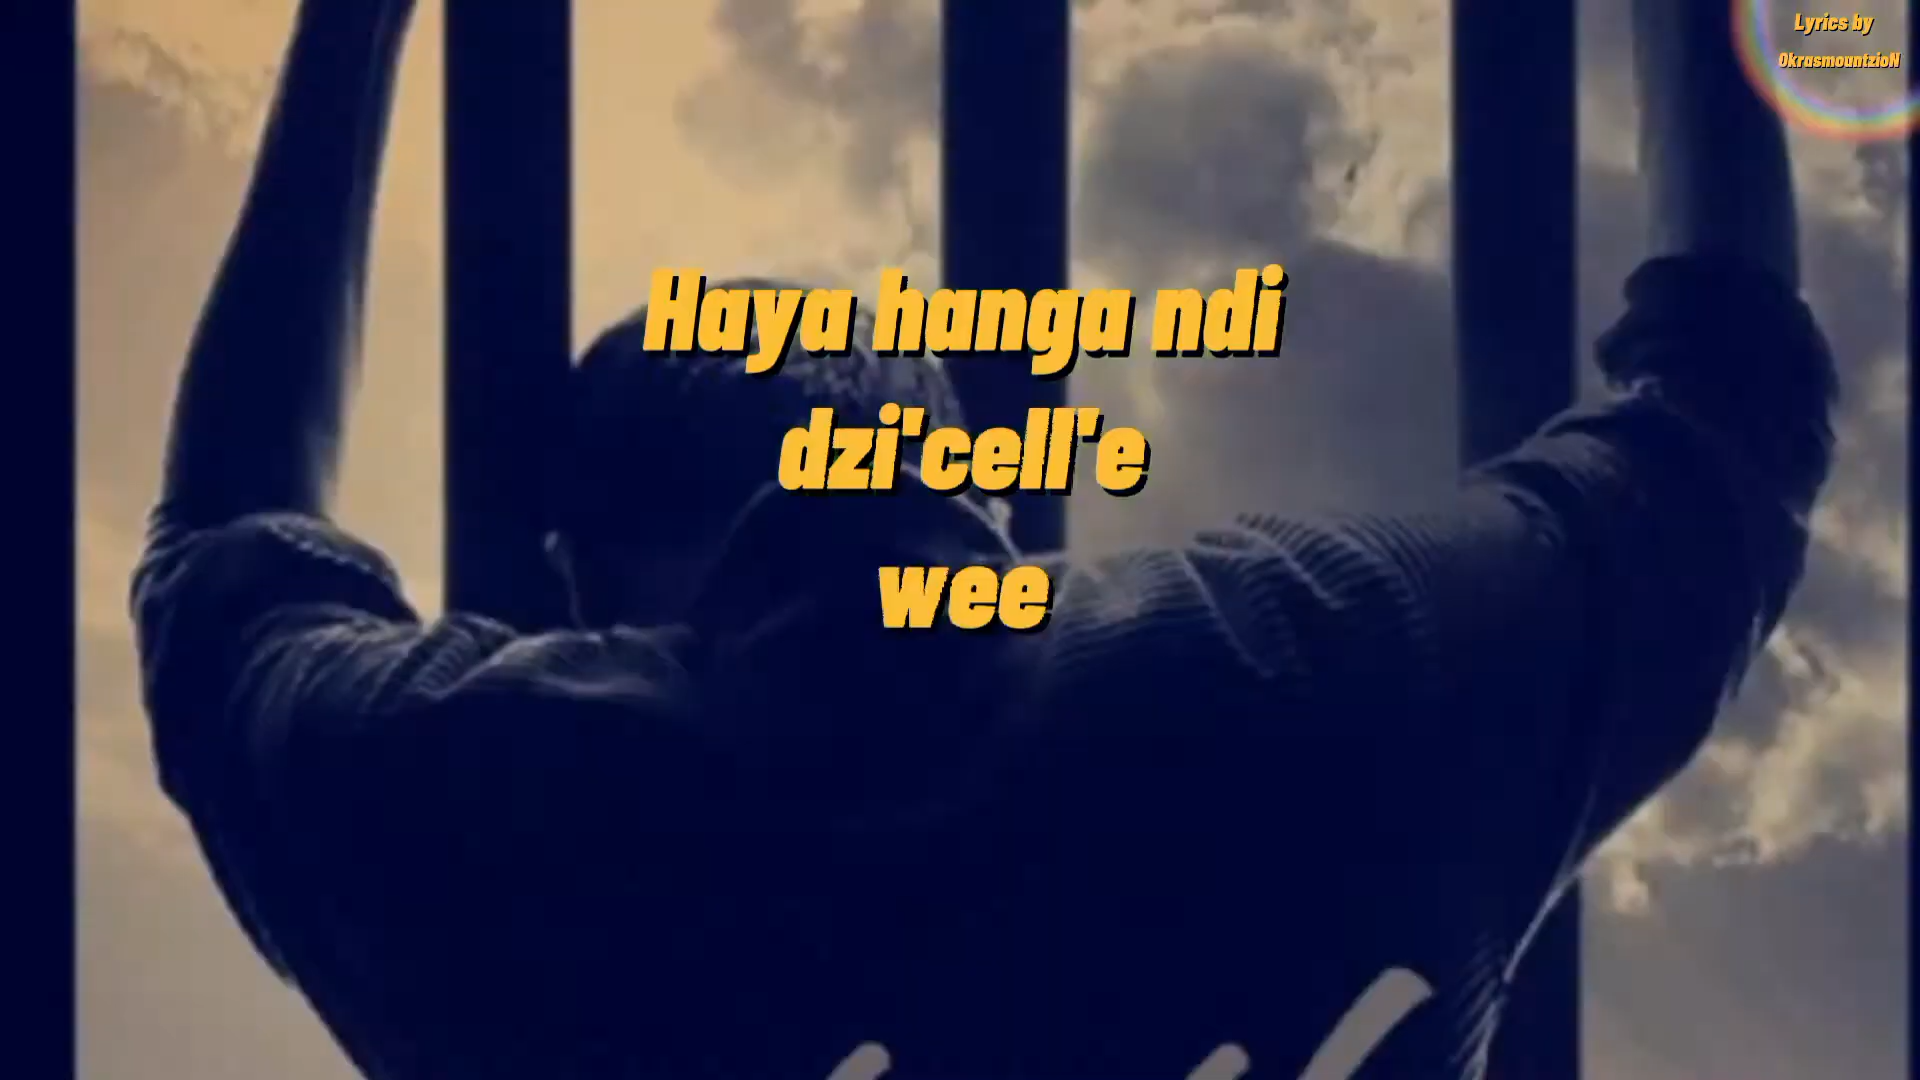 Lyrics by
OkrasmountzioN
Haya hanga ndi
dzi'cell'e
wee